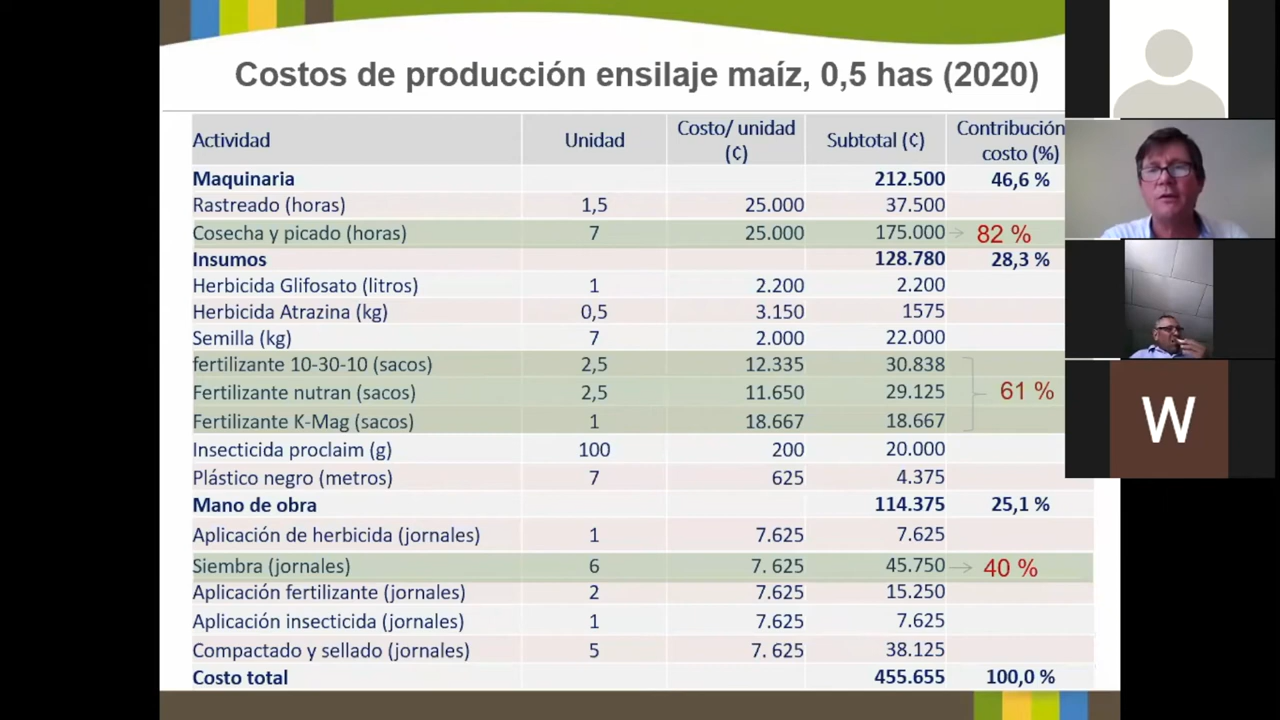 Costos de producción ensilaje maíz, 0,5 has (2020)
Actividad Unidad Costo/ unidad (₵) Subtotal (₵) Contribución costo (%)
Maquinaria 212.500 46,6 %
Rastreado (horas) 1,5 25.000 37.500
Cosecha y picado (horas) 7 25.000 175.000 82 %
Insumos 128.780 28,3 %
Herbicida Glifosato (litros) 1 2.200 2.200
Herbicida Atrazina (kg) 0,5 3.150 1575
Semilla (kg) 7 2.000 22.000
fertilizante 10-30-10 (sacos) 2,5 12.335 30.838
Fertilizante nutran (sacos) 2,5 11.650 29.125 61 %
Fertilizante K-Mag (sacos) 1 18.667 18.667
Insecticida proclaim (g) 100 200 20.000
Plástico negro (metros) 7 625 4.375
Mano de obra 114.375 25,1 %
Aplicación de herbicida (jornales) 1 7.625 7.625
Siembra (jornales) 6 7. 625 45.750 40 %
Aplicación fertilizante (jornales) 2 7.625 15.250
Aplicación insecticida (jornales) 1 7.625 7.625
Compactado y sellado (jornales) 5 7. 625 38.125
Costo total 455.655 100,0 %
W